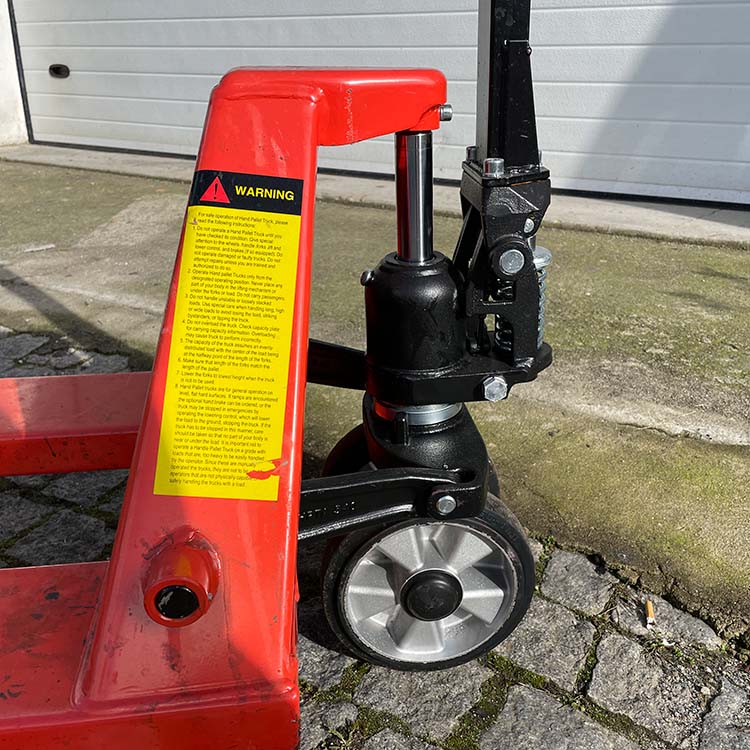 WARNING
For safe operation of Hand Pallet Truck, please
read the following instructions:
1. Do not operate a Hand Pallet Truck until you
have checked its condition. Give special
attention to the wheels, handle, forks, lift and
lower control, and brakes (if so equipped). Do
not operate damaged or faulty trucks. Do not
attempt repairs unless you are trained and
authorized to do so.
2. Operate Hand pallet Trucks only from the
designated operating position. Never place any
part of your body in the lifting mechanism or
under the forks or load. Do not carry passengers.
3. Do not handle unstable or loosely stacked
loads. Use special care when handling long, high
or wide loads to avoid losing the load, striking
bystanders, or tipping the truck.
4. Do not overload the truck. Check capacity plate
for carrying capacity information. Overloading
may cause truck to perform incorrectly.
5. The capacity of the truck assumes an evenly
distributed load with the center of the load being
at the halfway point of the length of the forks.
6. Make sure that length of the forks match the
length of the pallet.
7. Lower the forks to lowest height when the truck
is not to be used.
8. Hand Pallet trucks are for general operation on
level, flat hard surfaces. If ramps are encountered
the optional hand brake can be ordered, or the
truck may be stopped in emergencies by
operating the lowering control, which will lower
the load to the ground, stopping the truck. If the
truck has to be stopped in this manner, care
should be taken so that no part of your body is
near or under the load. It is important not to
operate a Handle Pallet Truck on a grade with
loads that are too heavy to be easily handled
by the operator. Since these are manually
operated the trucks, they are not to be
operators that are not physically capable
safely handling the trucks with a load.